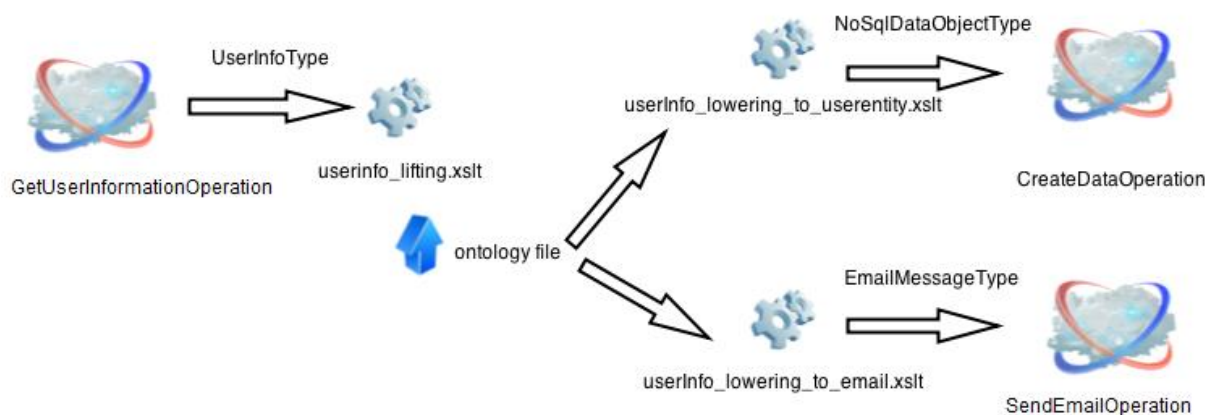 UserInfoType
GetUserInformationOperation
userinfo_lifting.xslt
ontology file
NoSqlDataObjectType
userInfo_lowering_to_userentity.xslt
CreateDataOperation
EmailMessageType
userInfo_lowering_to_email.xslt
SendEmailOperation